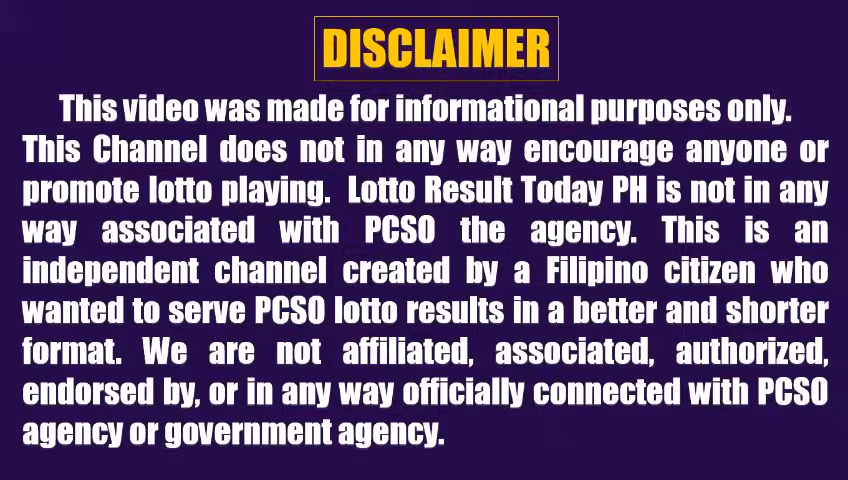 DISCLAIMER
This video was made for informational purposes only.
This Channel does not in any way encourage anyone or
promote lotto playing. Lotto Result Today PH is not in any
way associated with PCSO the agency. This is an
independent channel created by a Filipino citizen who
wanted to serve PCSO lotto results in a better and shorter
format. We are not affiliated, associated, authorized,
endorsed by, or in any way officially connected with PCSO
agency or government agency.